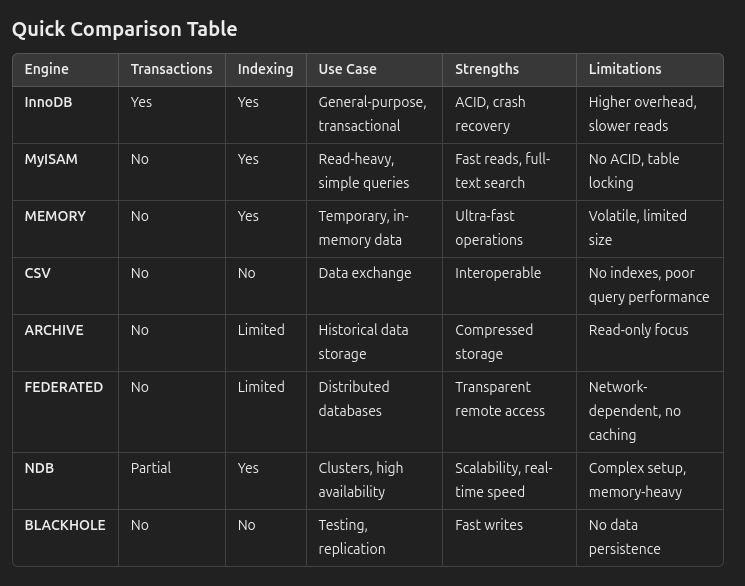 Quick Comparison Table
Engine Transactions Indexing Use Case Strengths Limitations
InnoDB Yes Yes General-purpose, ACID, crash Higher overhead,
transactional recovery slower reads
MyISAM No Yes Read-heavy, Fast reads, full- No ACID, table
simple queries text search locking
MEMORY No Yes Temporary, in- Ultra-fast Volatile, limited
memory data operations size
CSV No No Data exchange Interoperable No indexes, poor
query performance
ARCHIVE No Limited Historical data Compressed Read-only focus
storage storage
FEDERATED No Limited Distributed Transparent Network-
databases remote access dependent, no
caching
NDB Partial Yes Clusters, high Scalability, real- Complex setup,
availability time speed memory-heavy
BLACKHOLE No No Testing, Fast writes No data
replication persistence